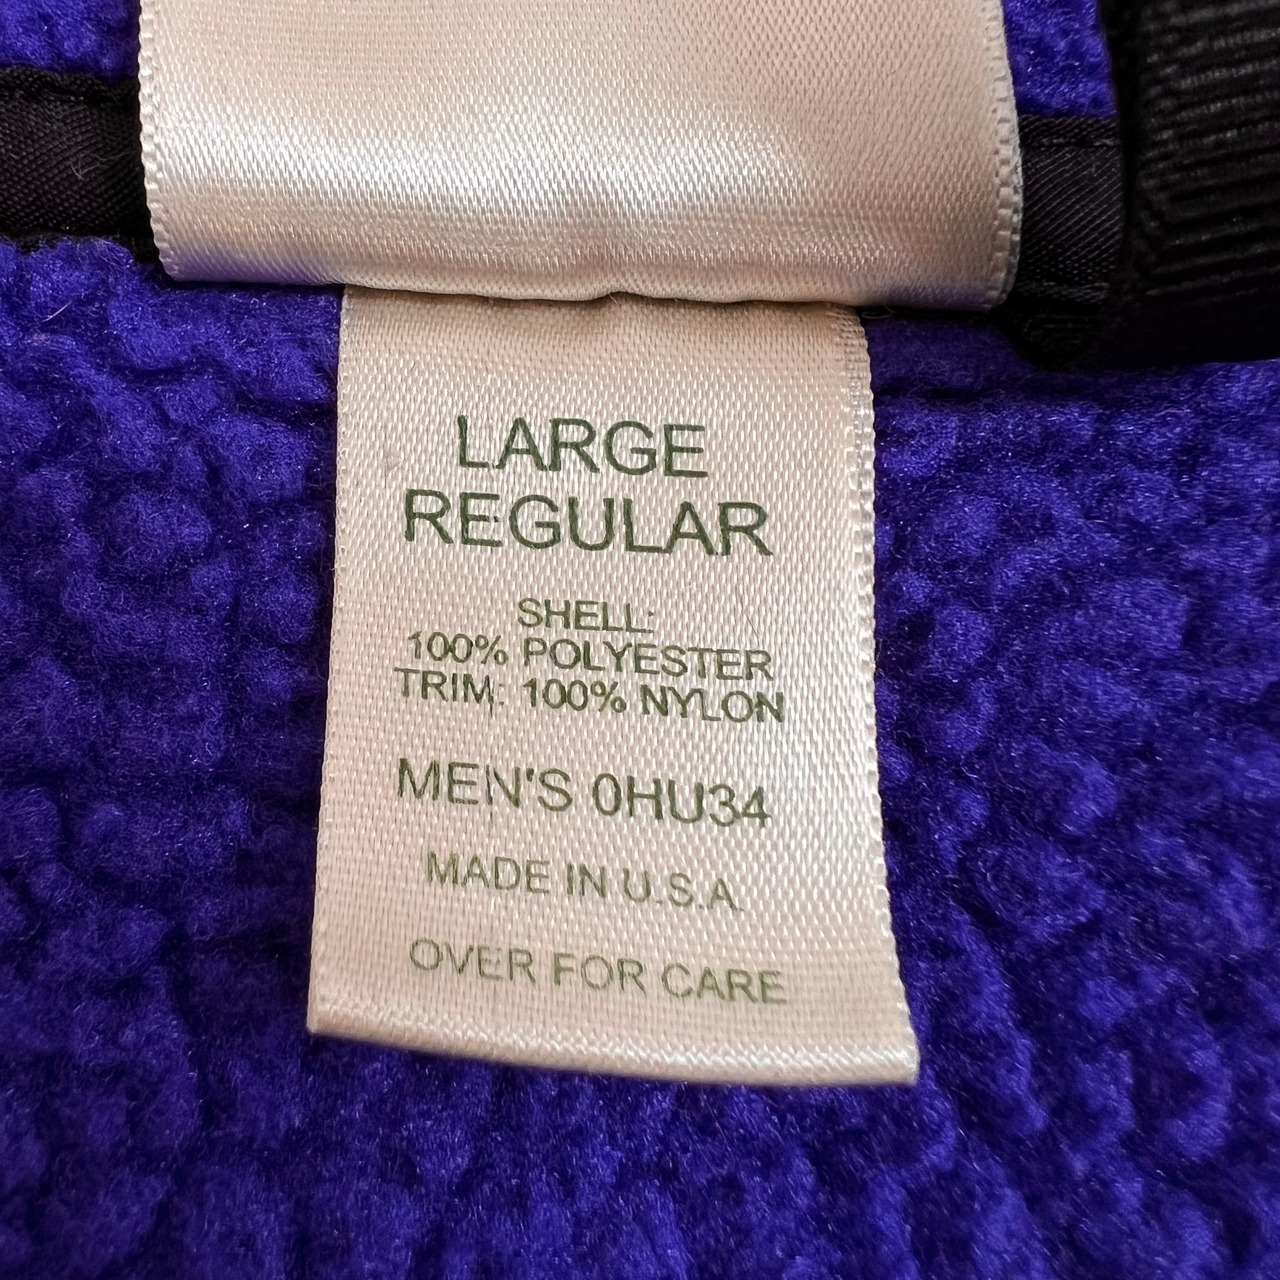 LARGE
REGULAR
SHELL:
100% POLYESTER
TRIM: 100% NYLON
MEN'S 0HU34
MADE IN U.S.A.
OVER FOR CARE